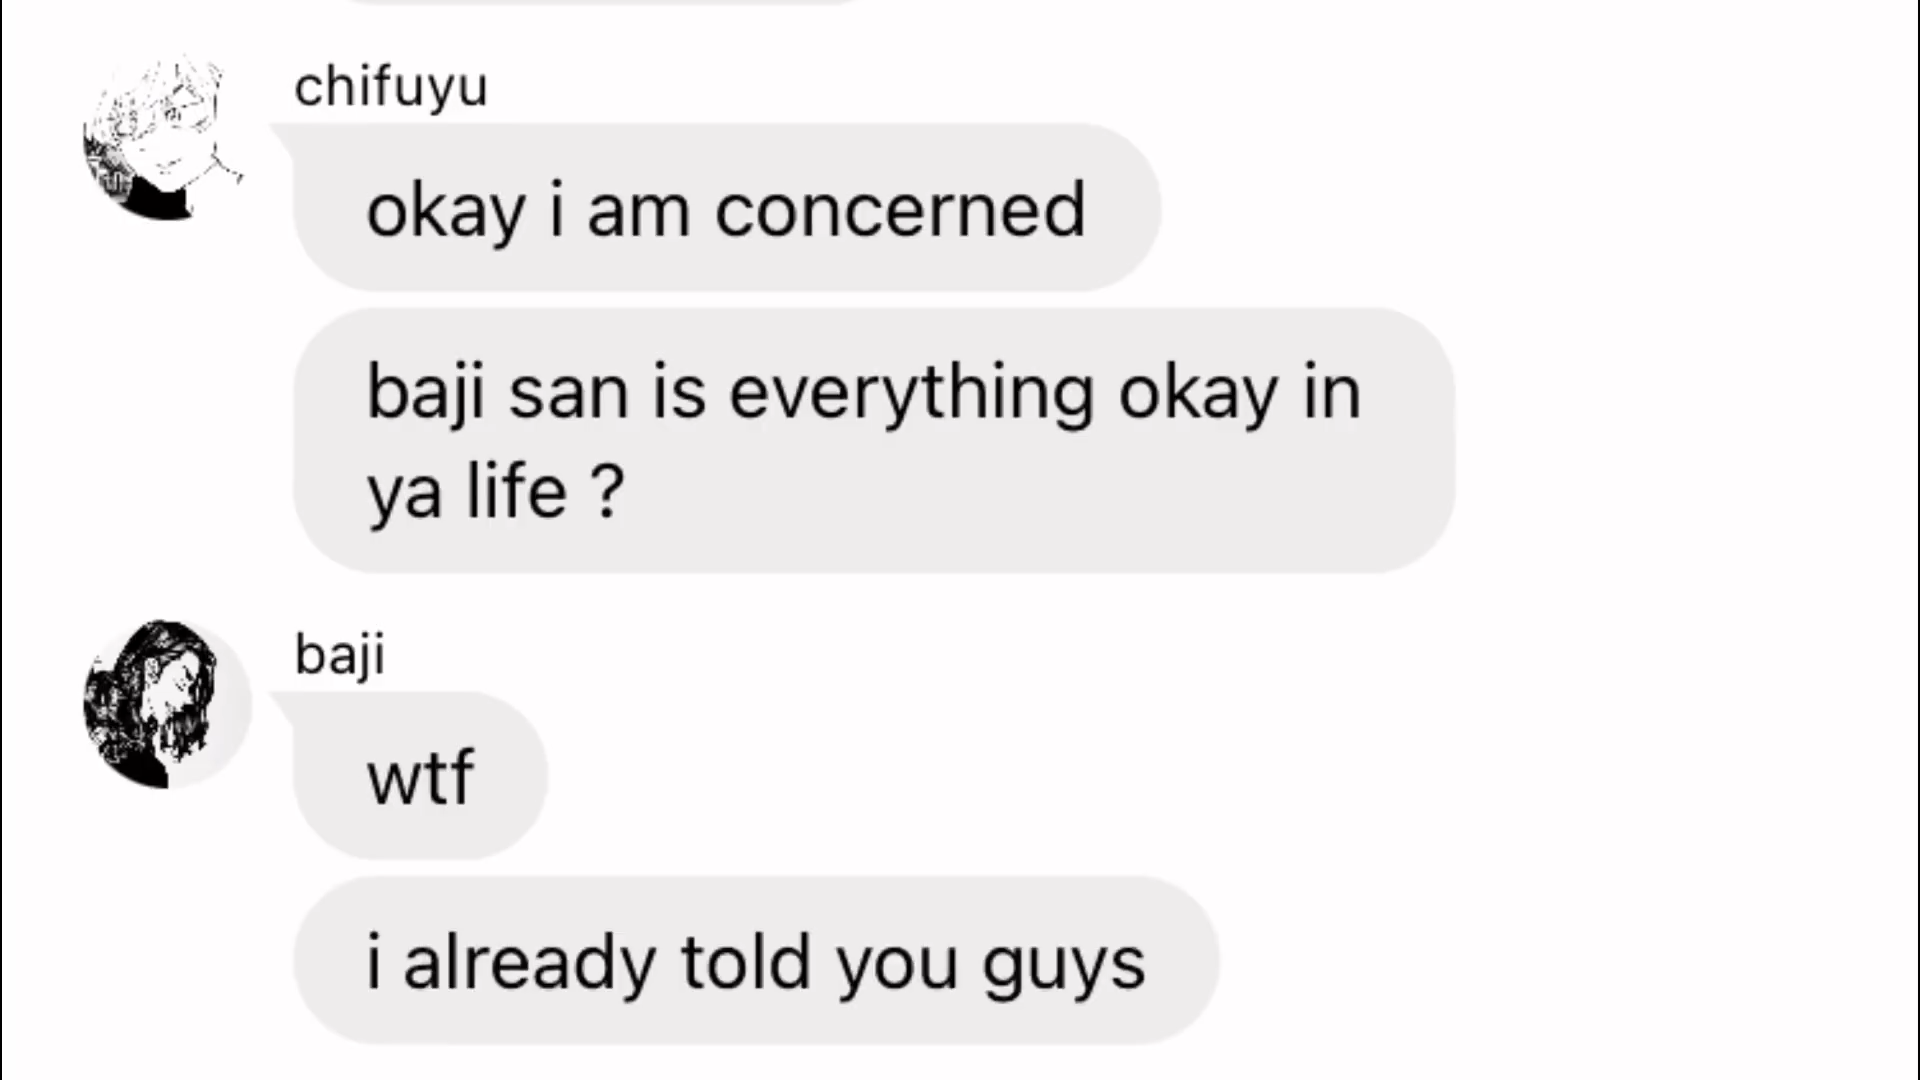 chifuyu
okay i am concerned
baji san is everything okay in
ya life ?
baji
wtf
i already told you guys